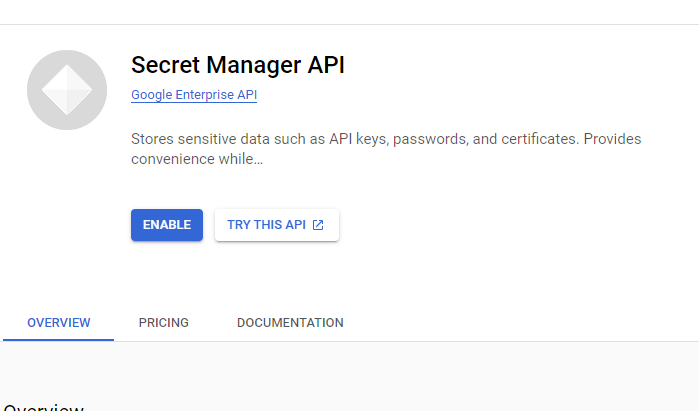 Secret Manager API
Google Enterprise API
Stores sensitive data such as API keys, passwords, and certificates. Provides
convenience while…
ENABLE
TRY THIS API
OVERVIEW
PRICING
DOCUMENTATION
Overview